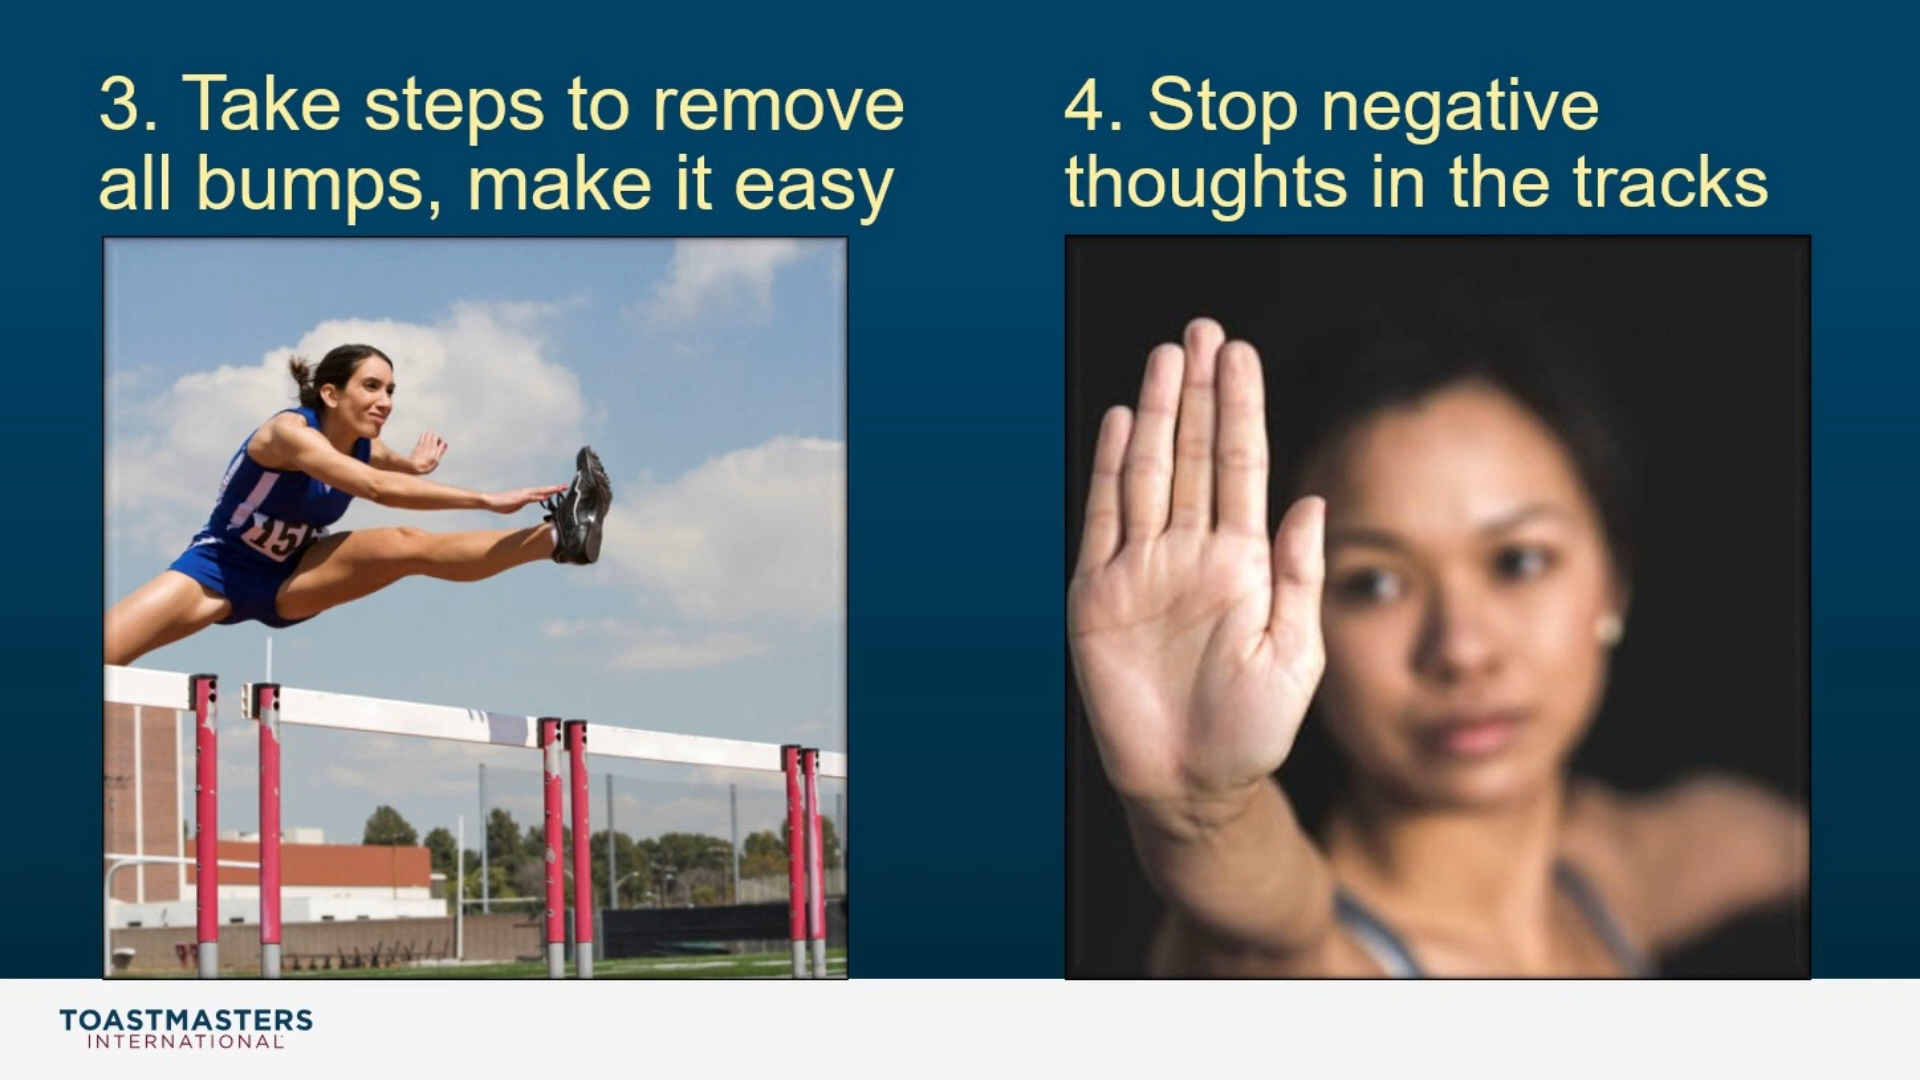 3. Take steps to remove
all bumps, make it easy
4. Stop negative
thoughts in the tracks
TOASTMASTERS
INTERNATIONAL